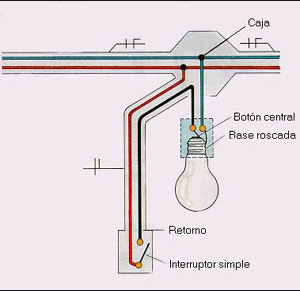 Caja
Botón central
Base roscada
Retorno
Interruptor simple